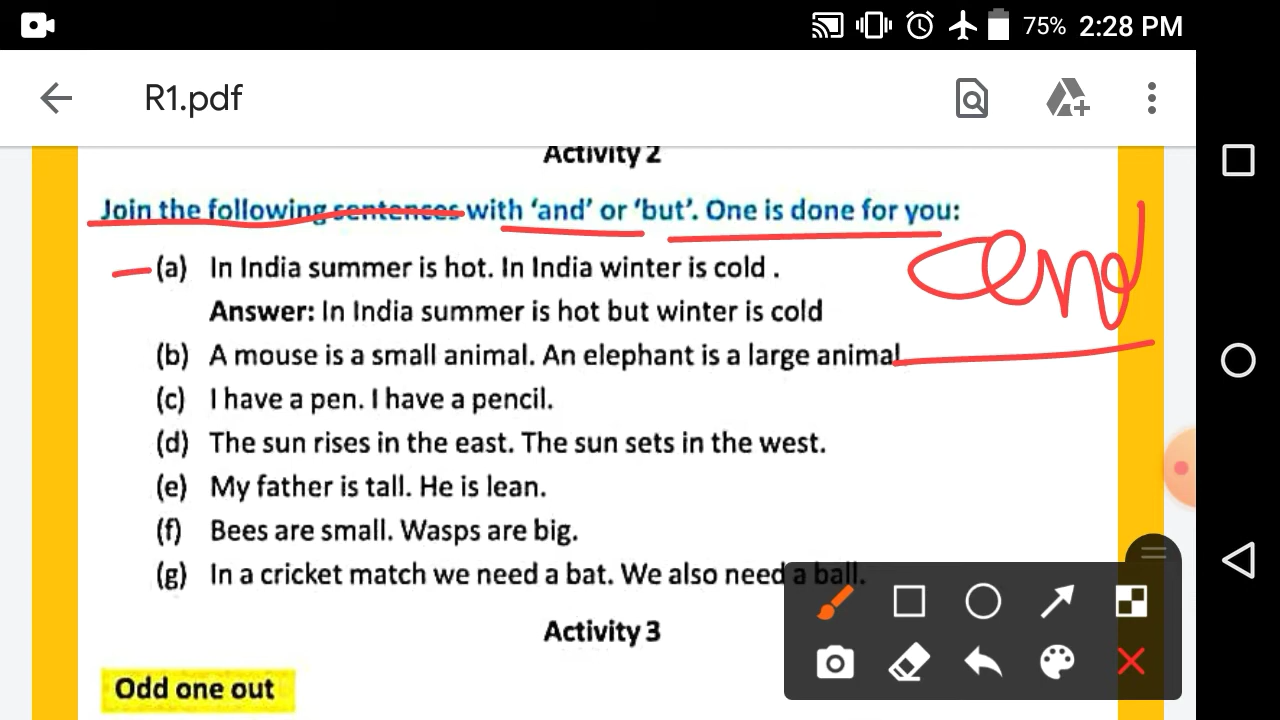 75% 2:28 PM
R1.pdf
Activity 2
Join the following sentences with ‘and’ or ‘but’. One is done for you:
(a) In India summer is hot. In India winter is cold .
Answer: In India summer is hot but winter is cold
(b) A mouse is a small animal. An elephant is a large animal
and
(c) I have a pen. I have a pencil.
(d) The sun rises in the east. The sun sets in the west.
(e) My father is tall. He is lean.
(f) Bees are small. Wasps are big.
(g) In a cricket match we need a bat. We also need a ball.
Activity 3
Odd one out